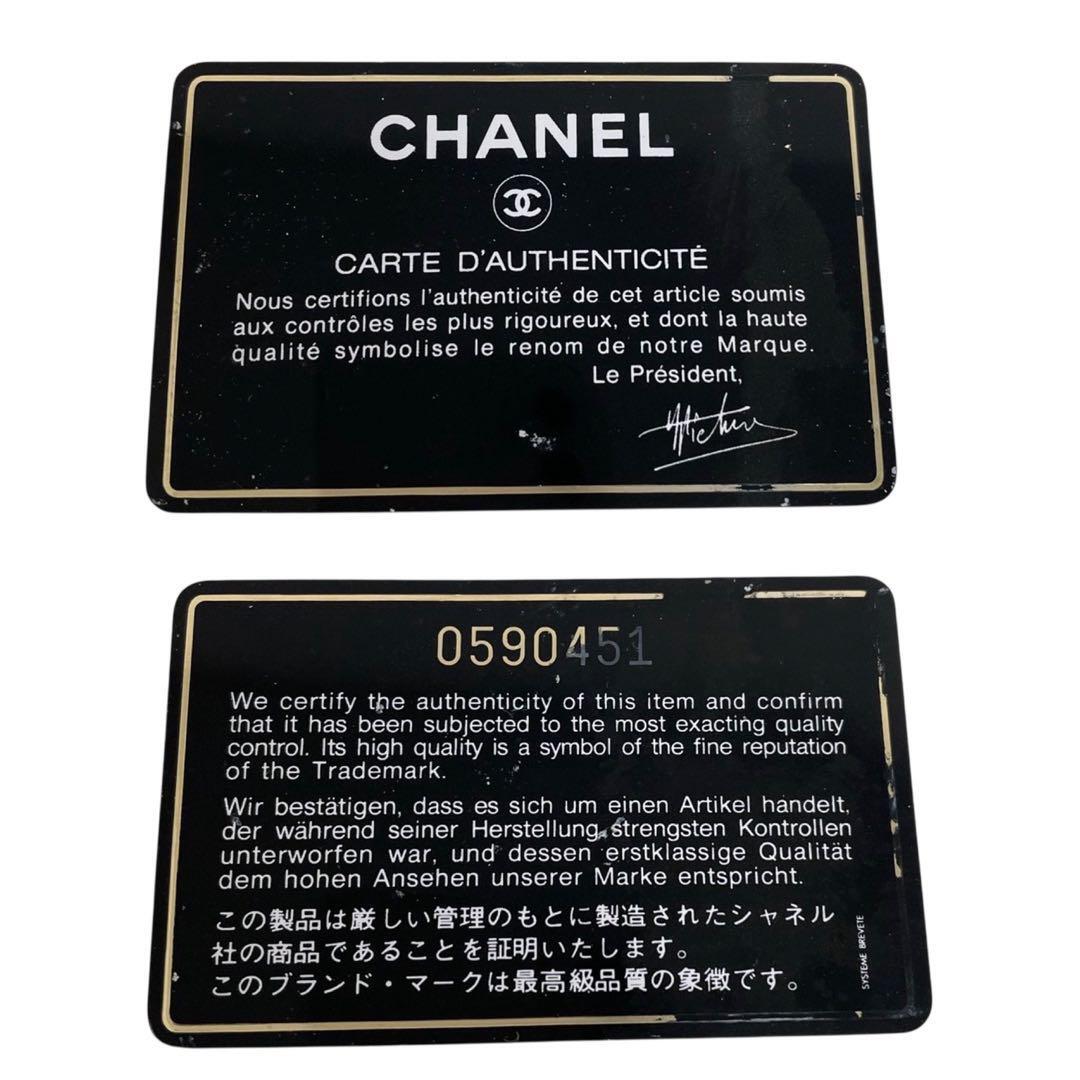 CHANEL
CARTE D'AUTHENTICITÉ
Nous certifions l'authenticité de cet article soumis
aux contrôles les plus rigoureux, et dont la haute
qualité symbolise le renom de notre Marque.
Le Président,
0590451
We certify the authenticity of this item and confirm
that it has been subjected to the most exacting quality
control. Its high quality is a symbol of the fine reputation
of the Trademark.
Wir bestätigen, dass es sich um einen Artikel handelt,
der während seiner Herstellung strengsten Kontrollen
unterworfen war, und dessen erstklassige Qualität
dem hohen Ansehen unserer Marke entspricht.
この製品は厳しい管理のもとに製造されたシャネル
社の商品であることを証明いたします。
このブランド・マークは最高級品質の象徴です。
SYSTEME BREVETE